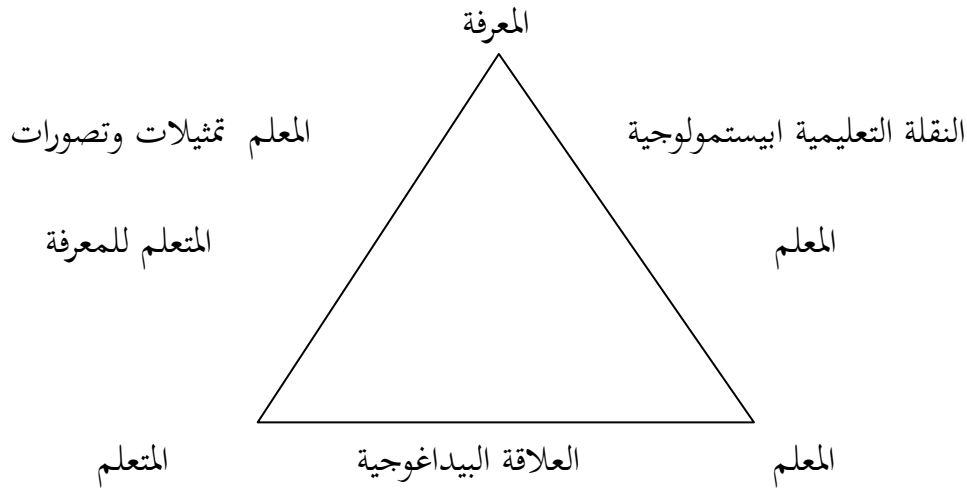 المعرفة
النقلة التعليمية ابيستمولوجية
المعلم تمثيلات وتصورات
المعلم
المتعلم للمعرفة
المعلم
العلاقة البيداغوجية
المتعلم